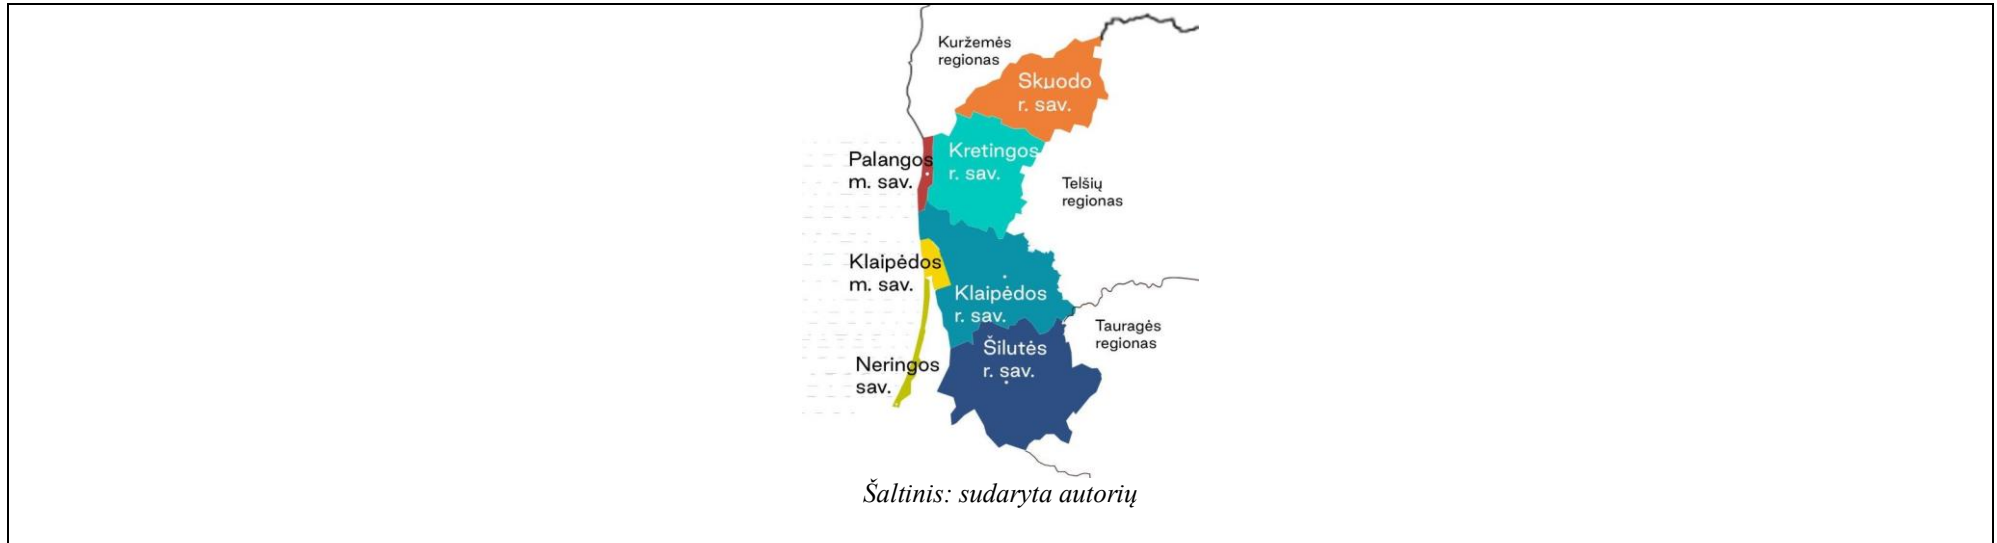 Kuržemės
regionas
Skuodo
r. sav.
Kretingos
r. sav.
Palangos
m. sav.
Telšių
regionas
Klaipėdos
m. sav.
Klaipėdos
r. sav.
Tauragės
regionas
Šilutės
r. sav.
Neringos
sav.
Šaltinis: sudaryta autorių